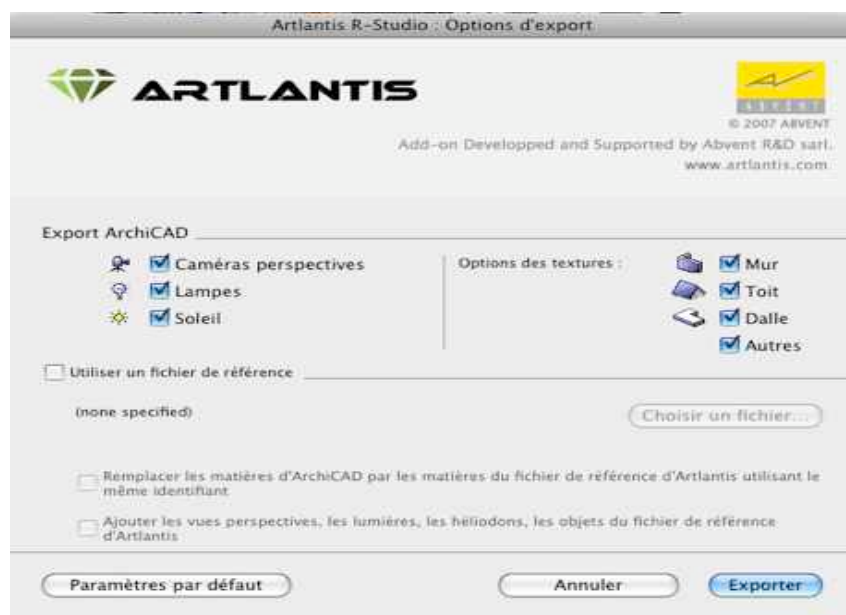 Artlantis R-Studio : Options d'export
ARTLANTIS
ABVENT
© 2007 ABVENT
Add-on Developped and Supported by Abvent R&D sarl.
www.artlantis.com
Export ArchiCAD
Caméras perspectives
Lampes
Soleil
Options des textures :
Mur
Toit
Dalle
Autres
Utiliser un fichier de référence
(none specified)
Choisir un fichier...
Remplacer les matières d'ArchiCAD par les matières du fichier de référence d'Artlantis utilisant le
même identifiant
Ajouter les vues perspectives, les lumières, les héliodons, les objets du fichier de référence
d'Artlantis
Paramètres par défaut
Annuler
Exporter